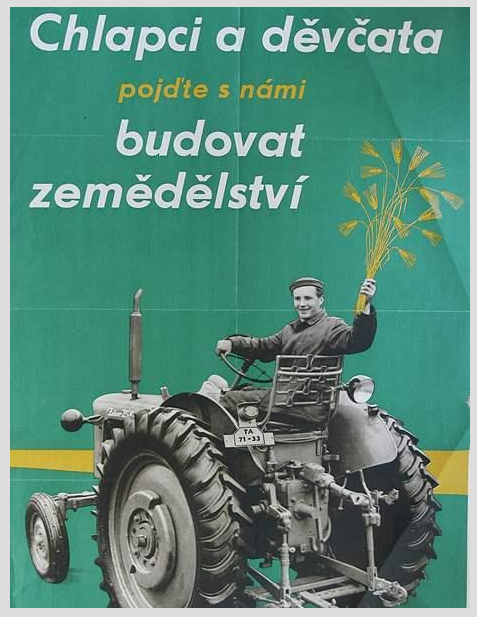 Chlapci a děvčata
pojďte s námi
budovat
zemědělství
TA
71-33